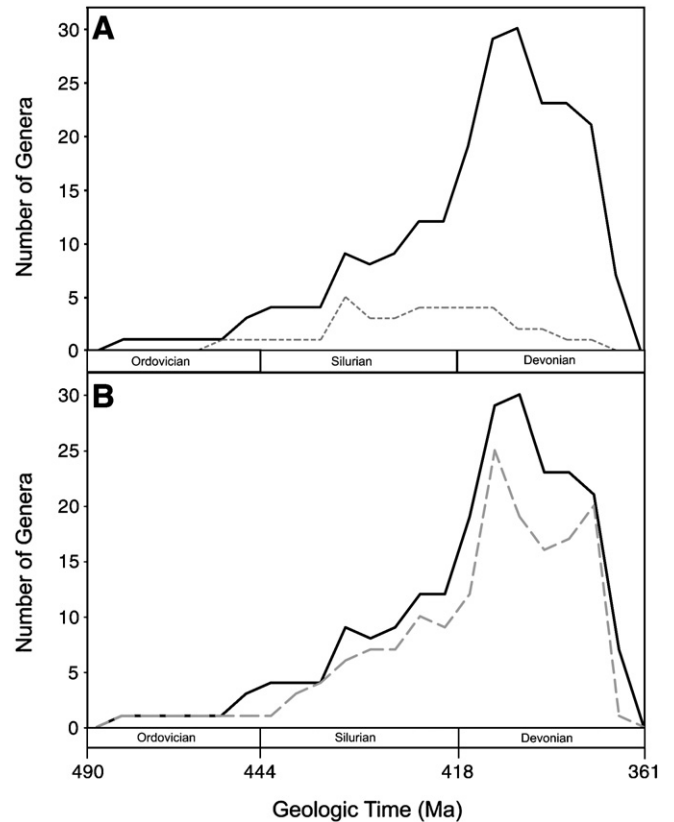 A
Number of Genera
30
25
20
15
10
5
0
Ordovician Silurian Devonian
B
Number of Genera
30
25
20
15
10
5
0
Ordovician Silurian Devonian
490 444 418 361
Geologic Time (Ma)